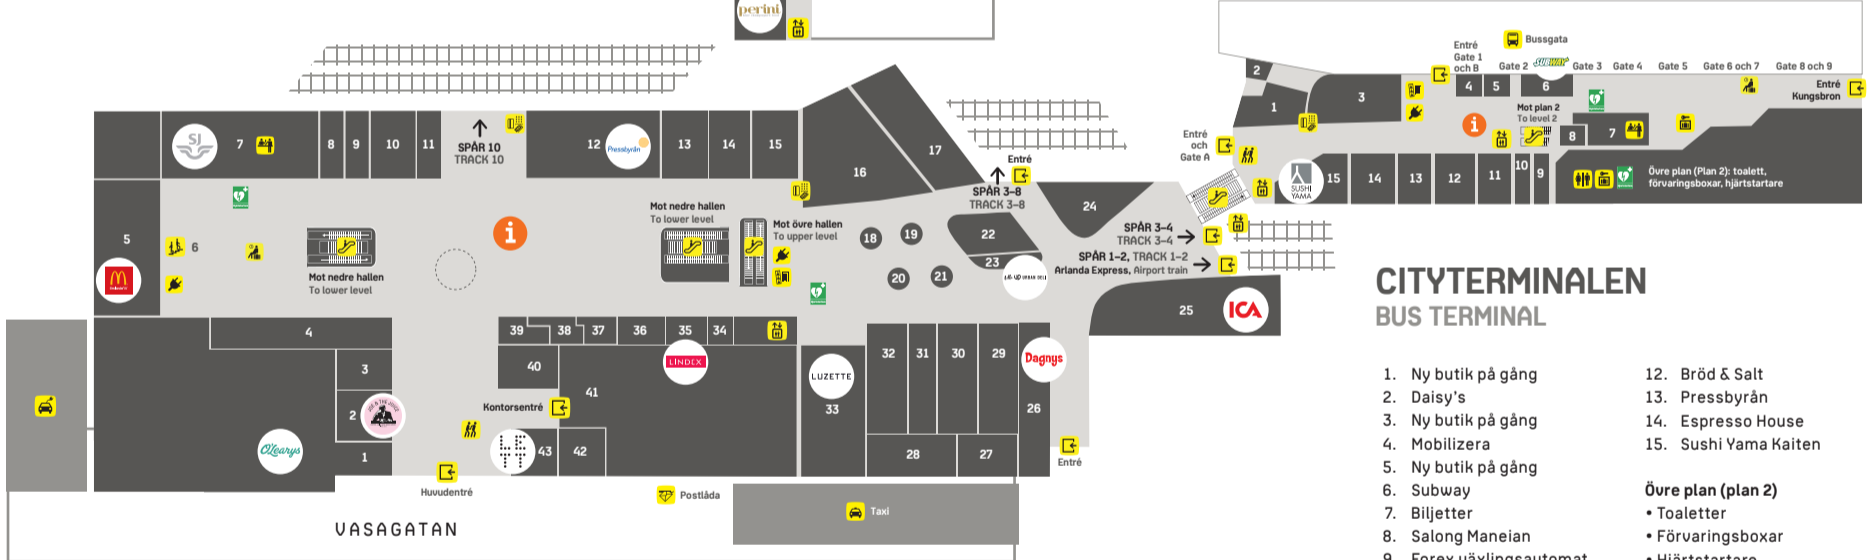 perini
SJ
7
8
9
10
11
SPÅR 10
TRACK 10
12
Pressbyrån
13
14
15
16
17
Entré
SPÅR 3–8
TRACK 3–8
24
SPÅR 3–4
TRACK 3–4
SPÅR 1–2, TRACK 1–2
Arlanda Express, Airport train
5
6
Mot nedre hallen
To lower level
i
Mot nedre hallen
To lower level
Mot övre hallen
To upper level
18
19
20
21
22
23
URBAN DELI
25
ICA
4
3
2
1
O'Learys
39
38
37
36
35
34
LINDEX
40
41
Kontorsentré
43
42
Huvudentré
LUZETTE
33
32
31
30
29
28
27
26
Dagnys
Entré
Postlåda
Taxi
VASAGATAN
2
1
3
Entré
Gate 1
och B
Bussgata
Gate 2
SUBWAY
Gate 3
Gate 4
Gate 5
Gate 6 och 7
Gate 8 och 9
4
5
6
Entré
Kungsbron
i
Mot plan 2
To level 2
8
7
Entré
och
Gate A
SUSHI
YAMA
15
14
13
12
11
10
9
Övre plan (Plan 2): toalett,
förvaringsboxar, hjärtstartare
CITYTERMINALEN
BUS TERMINAL
1. Ny butik på gång
2. Daisy's
3. Ny butik på gång
4. Mobilizera
5. Ny butik på gång
6. Subway
7. Biljetter
8. Salong Maneian
9. Forex växlingsautomat
12. Bröd & Salt
13. Pressbyrån
14. Espresso House
15. Sushi Yama Kaiten
Övre plan (plan 2)
• Toaletter
• Förvaringsboxar
• Hjärtstartare